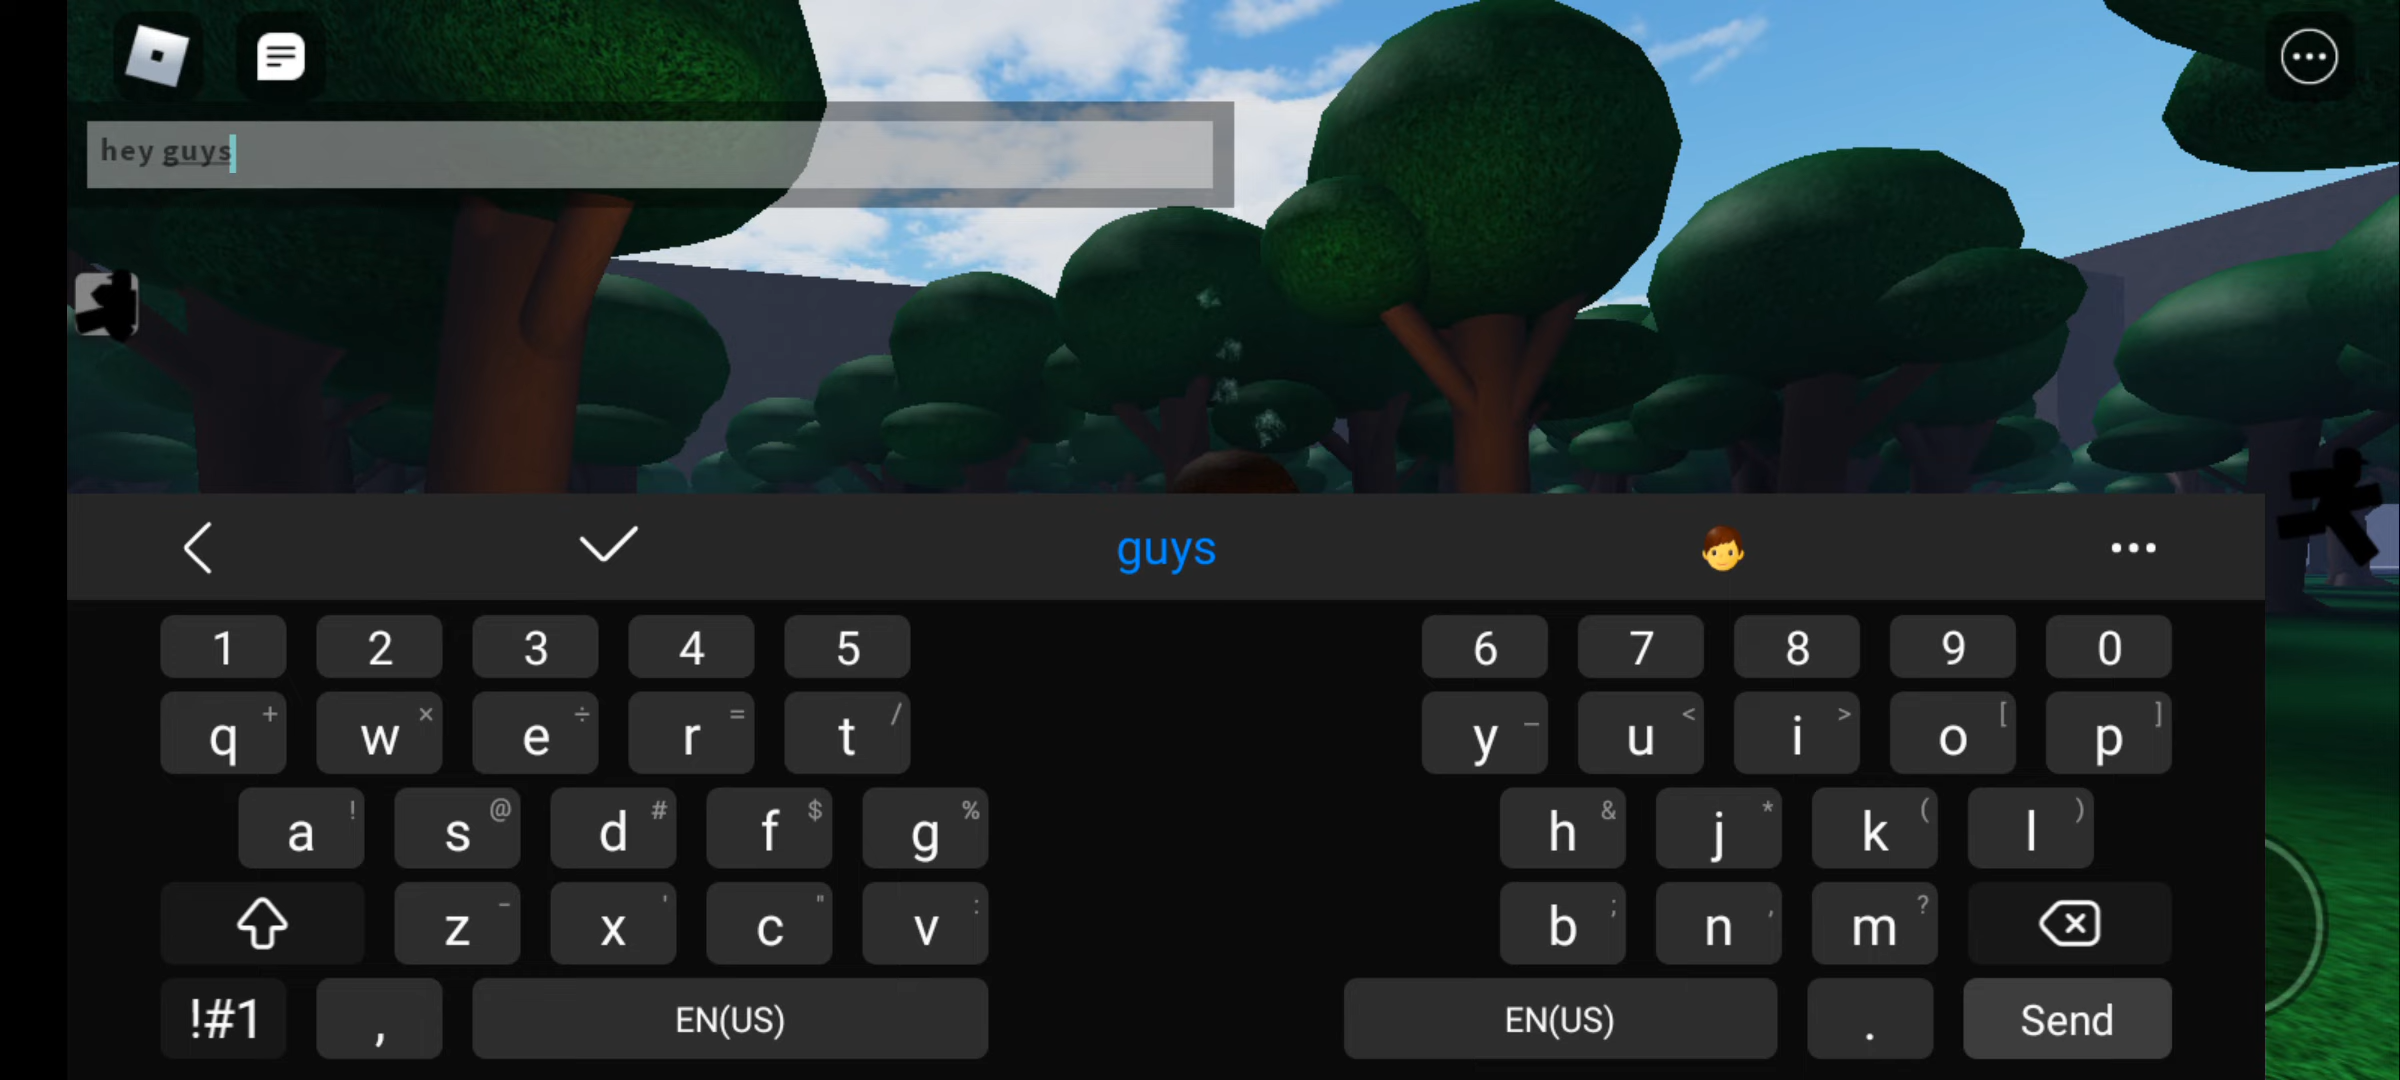 hey guys
guys
1 2 3 4 5 6 7 8 9 0
q + w × e ÷ r = t / y _ u < i > o [ p ]
a ! s @ d # f $ g % h & j * k ( l )
z - x ' c " v : b ; n , m ?
!#1 , EN(US) EN(US) . Send